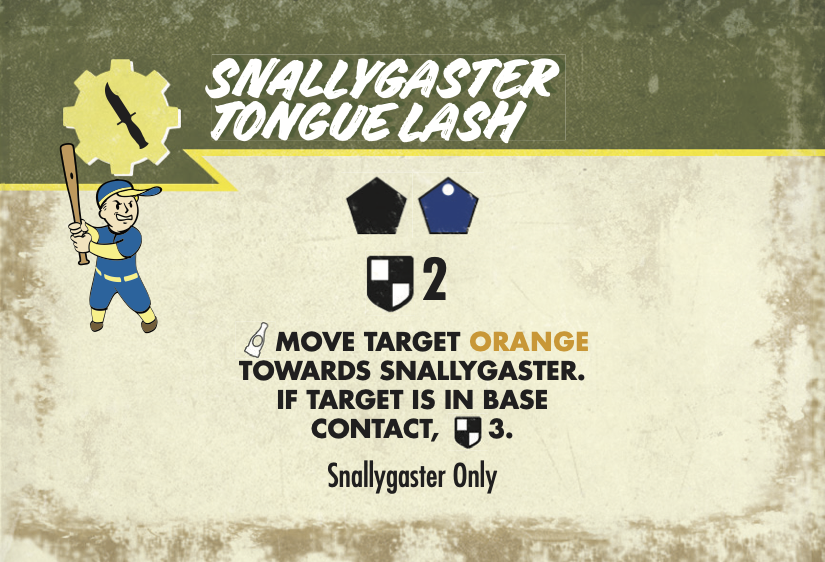 SNALLYGASTER
TONGUE LASH
2
MOVE TARGET ORANGE
TOWARDS SNALLYGASTER.
IF TARGET IS IN BASE
CONTACT, 3.
Snallygaster Only